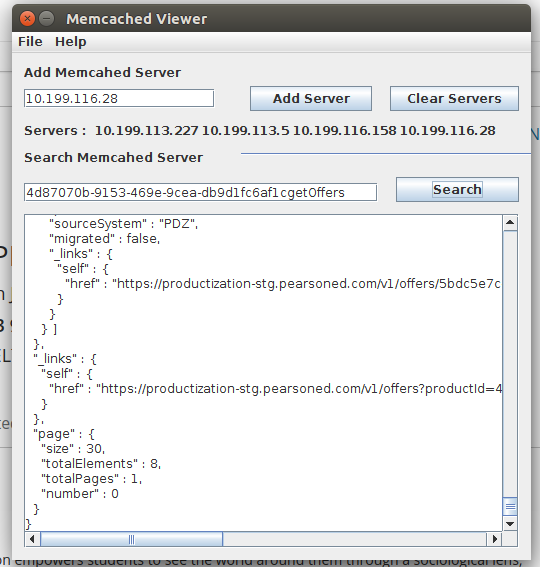 Memcached Viewer
File Help
Add Memcahed Server
10.199.116.28 Add Server Clear Servers
Servers : 10.199.113.227 10.199.113.5 10.199.116.158 10.199.116.28
Search Memcahed Server
4d87070b-9153-469e-9cea-db9d1fc6af1cgetOffers Search
"sourceSystem" : "PDZ",
"migrated" : false,
"_links" : {
"self" : {
"href" : "https://productization-stg.pearsoned.com/v1/offers/5bdc5e7c
}
}
} ]
},
"_links" : {
"self" : {
"href" : "https://productization-stg.pearsoned.com/v1/offers?productId=4
}
},
"page" : {
"size" : 30,
"totalElements" : 8,
"totalPages" : 1,
"number" : 0
}
}
on empowers students to see the world around them through a sociological lens,